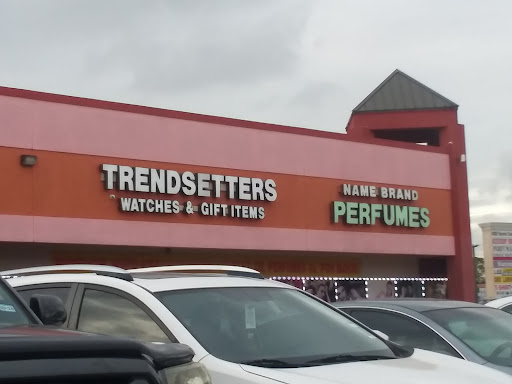 TRENDSETTERS
WATCHES & GIFT ITEMS
NAME BRAND
PERFUMES